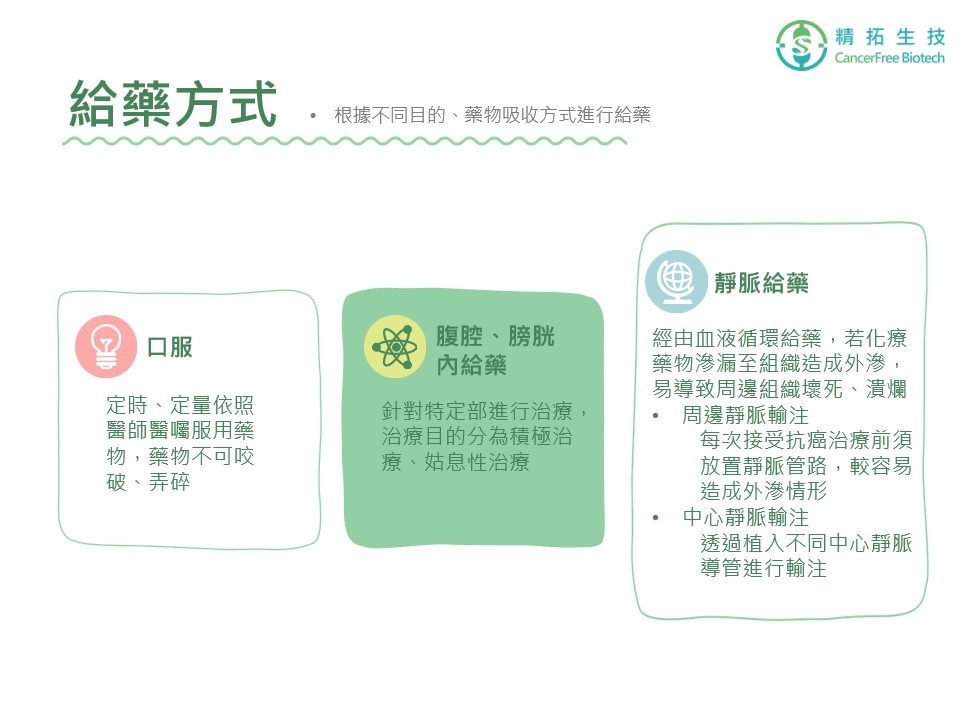 精拓生技
CancerFree Biotech
給藥方式
• 根據不同目的、藥物吸收方式進行給藥
口服
定時、定量依照
醫師醫囑服用藥
物，藥物不可咬
破、弄碎
腹腔、膀胱
內給藥
針對特定部進行治療，
治療目的分為積極治
療、姑息性治療
靜脈給藥
經由血液循環給藥，若化療
藥物滲漏至組織造成外滲，
易導致周邊組織壞死、潰爛
• 周邊靜脈輸注
每次接受抗癌治療前須
放置靜脈管路，較容易
造成外滲情形
• 中心靜脈輸注
透過植入不同中心靜脈
導管進行輸注